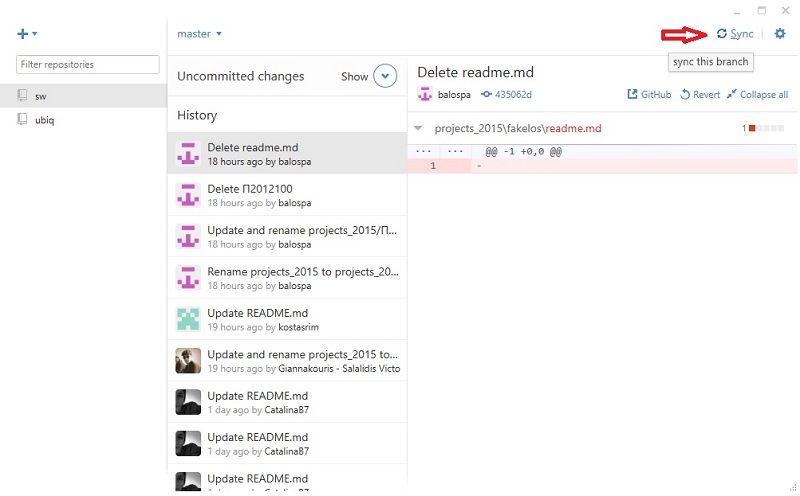 master
Sync
sync this branch
Filter repositories
sw
ubiq
Uncommitted changes
Show
History
Delete readme.md
18 hours ago by balospa
Delete Π2012100
18 hours ago by balospa
Update and rename projects_2015/Π...
18 hours ago by balospa
Rename projects_2015 to projects_20...
18 hours ago by balospa
Update README.md
19 hours ago by kostasrim
Update and rename projects_2015 to...
19 hours ago by Giannakouris - Salalidis Victo
Update README.md
1 day ago by CatalinaB7
Update README.md
1 day ago by CatalinaB7
Update README.md
1 day ago by CatalinaB7
Delete readme.md
balospa
435062d
GitHub
Revert
Collapse all
projects_2015\fakelos\readme.md
1
... ... @@ -1 +0,0 @@
1 -